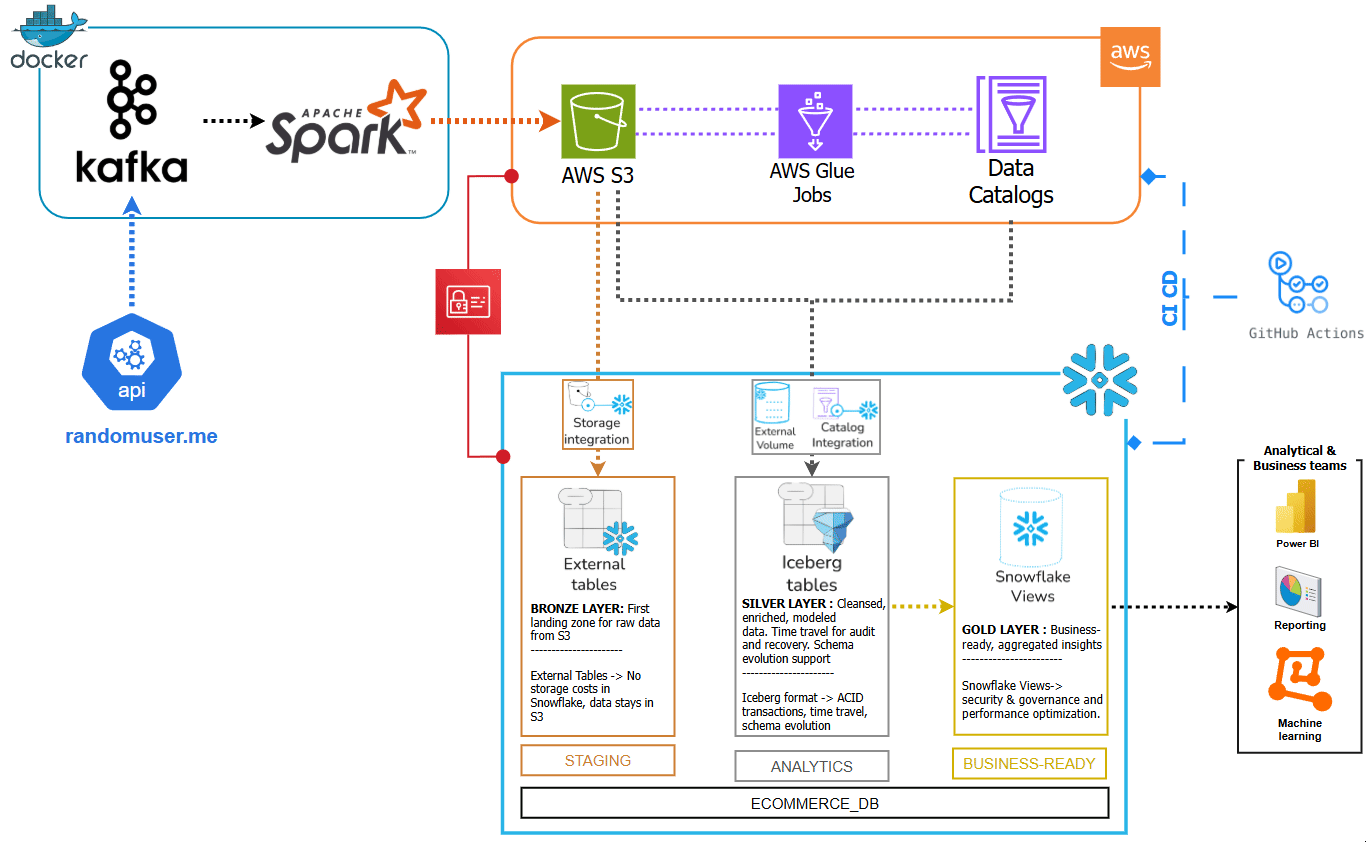 docker
kafka
APACHE
Spark™
aws
AWS S3
AWS Glue
Jobs
Data
Catalogs
api
randomuser.me
CI CD
GitHub Actions
Storage
integration
External
Volume
Catalog
Integration
External
tables
BRONZE LAYER: First
landing zone for raw data
from S3
---------------------
External Tables -> No
storage costs in
Snowflake, data stays in
S3
STAGING
Iceberg
tables
SILVER LAYER : Cleansed,
enriched, modeled
data. Time travel for audit
and recovery. Schema
evolution support
---------------------
Iceberg format -> ACID
transactions, time travel,
schema evolution
ANALYTICS
Snowflake
Views
GOLD LAYER : Business-
ready, aggregated insights
-----------------------
Snowflake Views->
security & governance and
performance optimization.
BUSINESS-READY
ECOMMERCE_DB
Analytical &
Business teams
Power BI
Reporting
Machine
learning